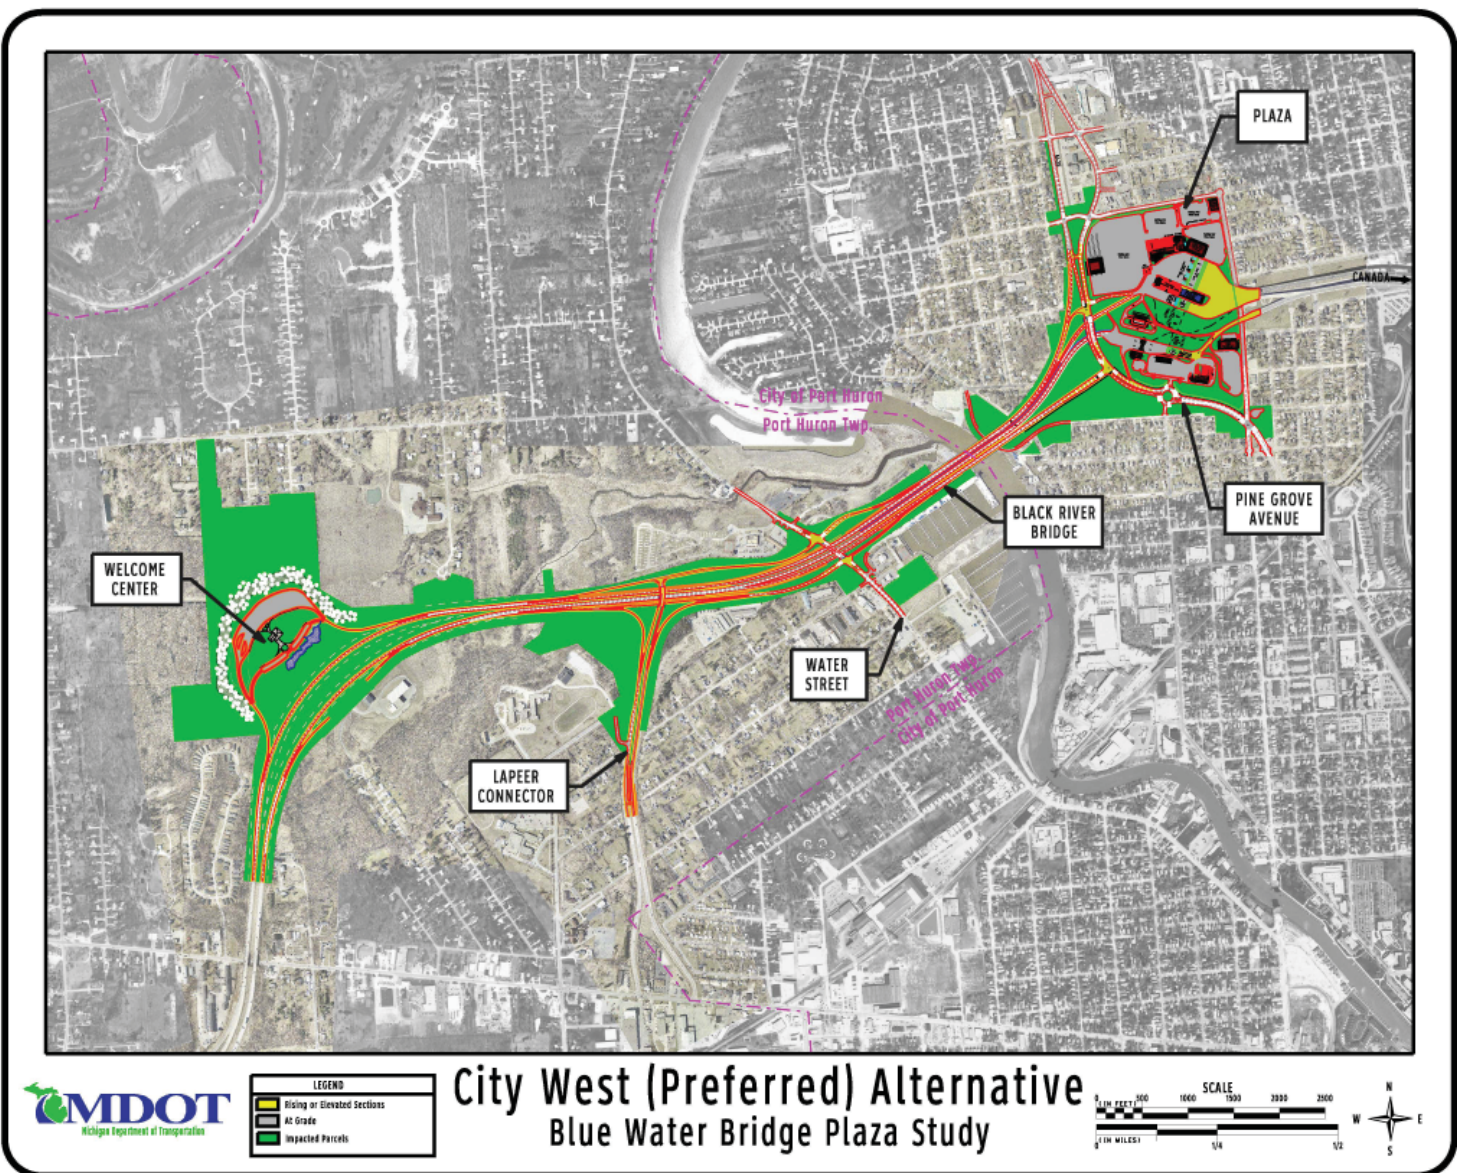 PLAZA
CANADA
City of Port Huron
Port Huron Twp.
PINE GROVE
AVENUE
BLACK RIVER
BRIDGE
WELCOME
CENTER
WATER
STREET
Port Huron Twp.
City of Port Huron
LAPEER
CONNECTOR
MDOT
Michigan Department of Transportation
LEGEND
Rising or Elevated Sections
At Grade
Impacted Parcels
City West (Preferred) Alternative
Blue Water Bridge Plaza Study
SCALE
0 500 1000 1500 2000 2500
(IN FEET)
0 1/4 1/2
(IN MILES)
N
W E
S